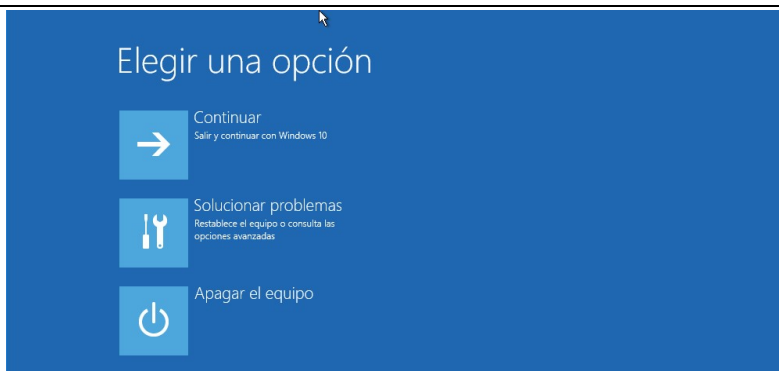 Elegir una opción
Continuar
Salir y continuar con Windows 10
Solucionar problemas
Restablece el equipo o consulta las
opciones avanzadas
Apagar el equipo